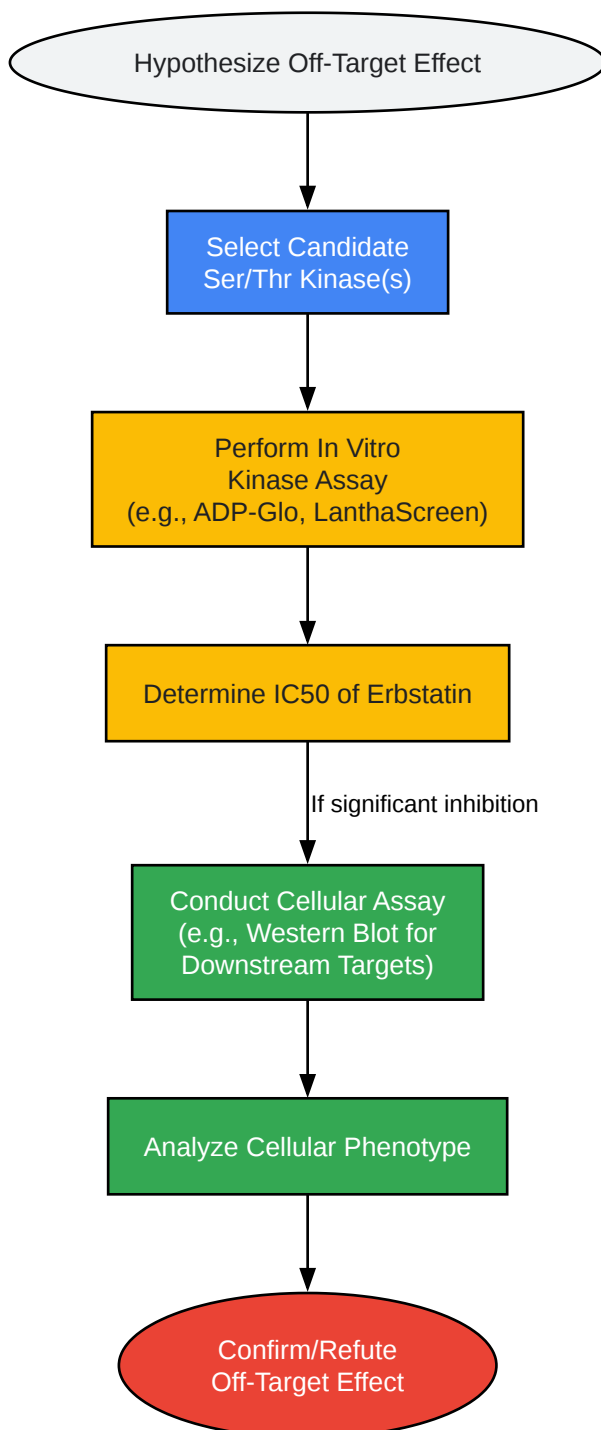 Hypothesize Off-Target Effect
Select Candidate
Ser/Thr Kinase(s)
Perform In Vitro
Kinase Assay
(e.g., ADP-Glo, LanthaScreen)
Determine IC50 of Erbstatin
If significant inhibition
Conduct Cellular Assay
(e.g., Western Blot for
Downstream Targets)
Analyze Cellular Phenotype
Confirm/Refute
Off-Target Effect